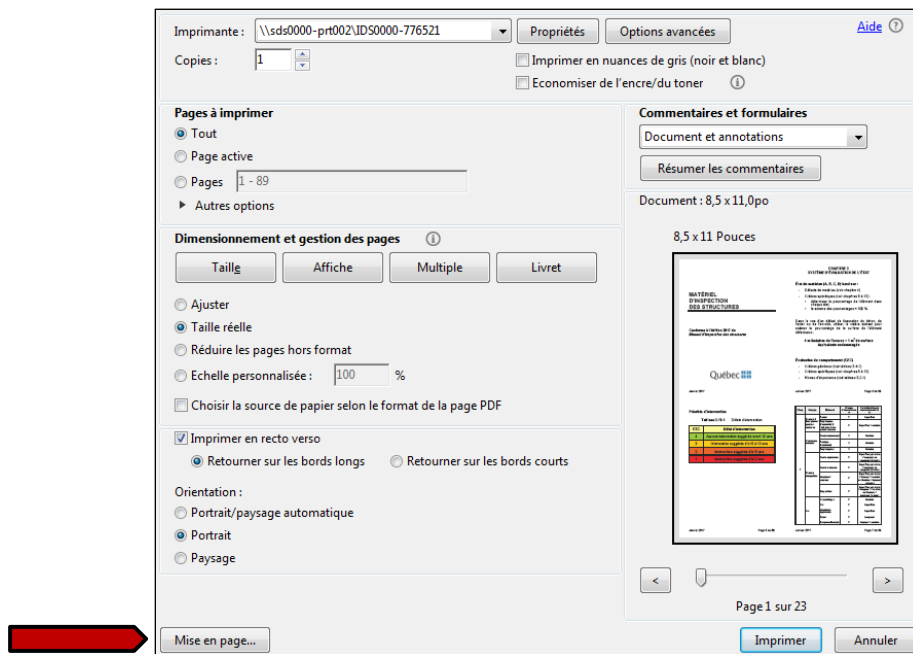 Imprimante : \\sds0000-prt002\IDS0000-776521 Propriétés Options avancées Aide
Copies : 1 Imprimer en nuances de gris (noir et blanc)
Economiser de l'encre/du toner
Pages à imprimer
Tout
Page active
Pages 1 - 89
Autres options
Dimensionnement et gestion des pages
Taille Affiche Multiple Livret
Ajuster
Taille réelle
Réduire les pages hors format
Echelle personnalisée : 100 %
Choisir la source de papier selon le format de la page PDF
Imprimer en recto verso
Retourner sur les bords longs Retourner sur les bords courts
Orientation :
Portrait/paysage automatique
Portrait
Paysage
Commentaires et formulaires
Document et annotations
Résumer les commentaires
Document : 8,5 x 11,0po
8,5 x 11 Pouces
MATÉRIEL
D'INSPECTION
DES STRUCTURES
Québec
< >
Page 1 sur 23
Mise en page... Imprimer Annuler